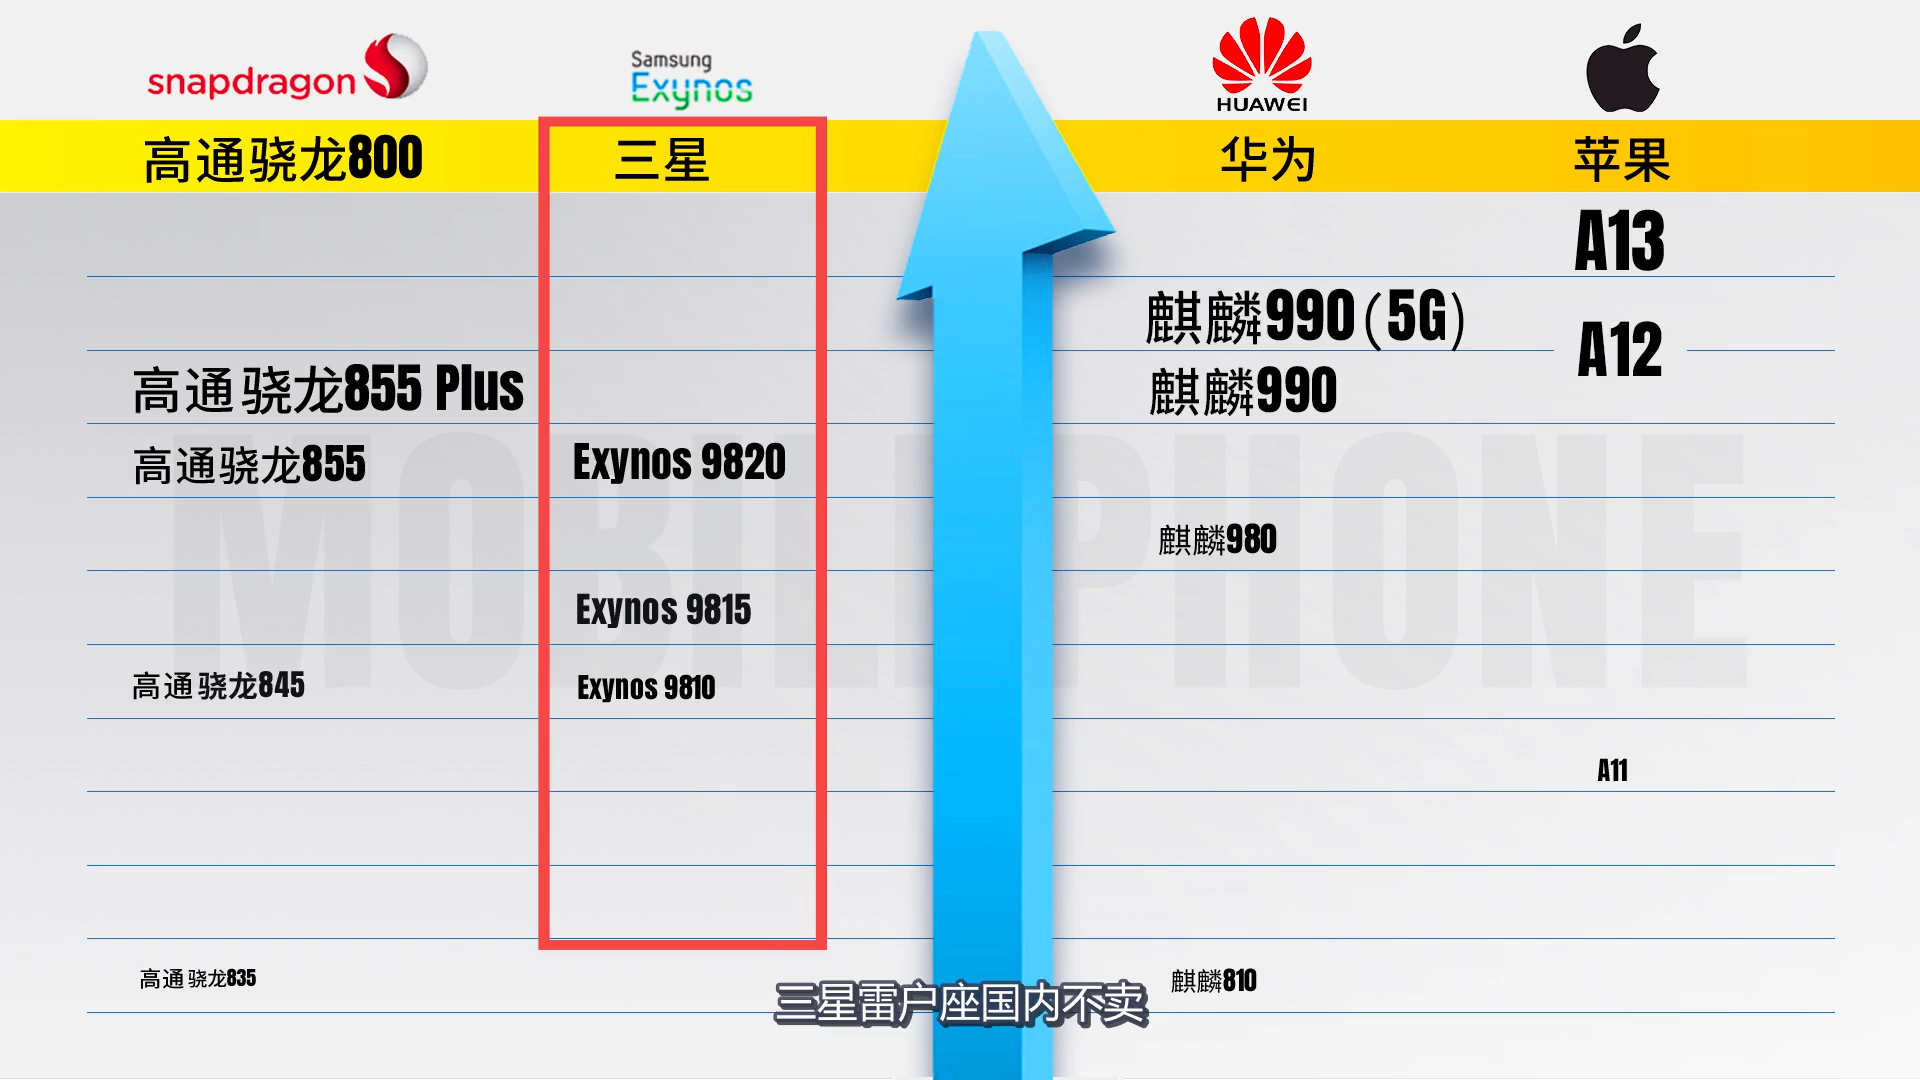 snapdragon
Samsung
Exynos
HUAWEI
高通骁龙800
三星
华为
苹果
A13
麒麟990(5G)
A12
高通骁龙855 Plus
麒麟990
高通骁龙855
Exynos 9820
麒麟980
Exynos 9815
高通骁龙845
Exynos 9810
A11
高通骁龙835
麒麟810
三星雷户座国内不卖
MOBILE PHONE